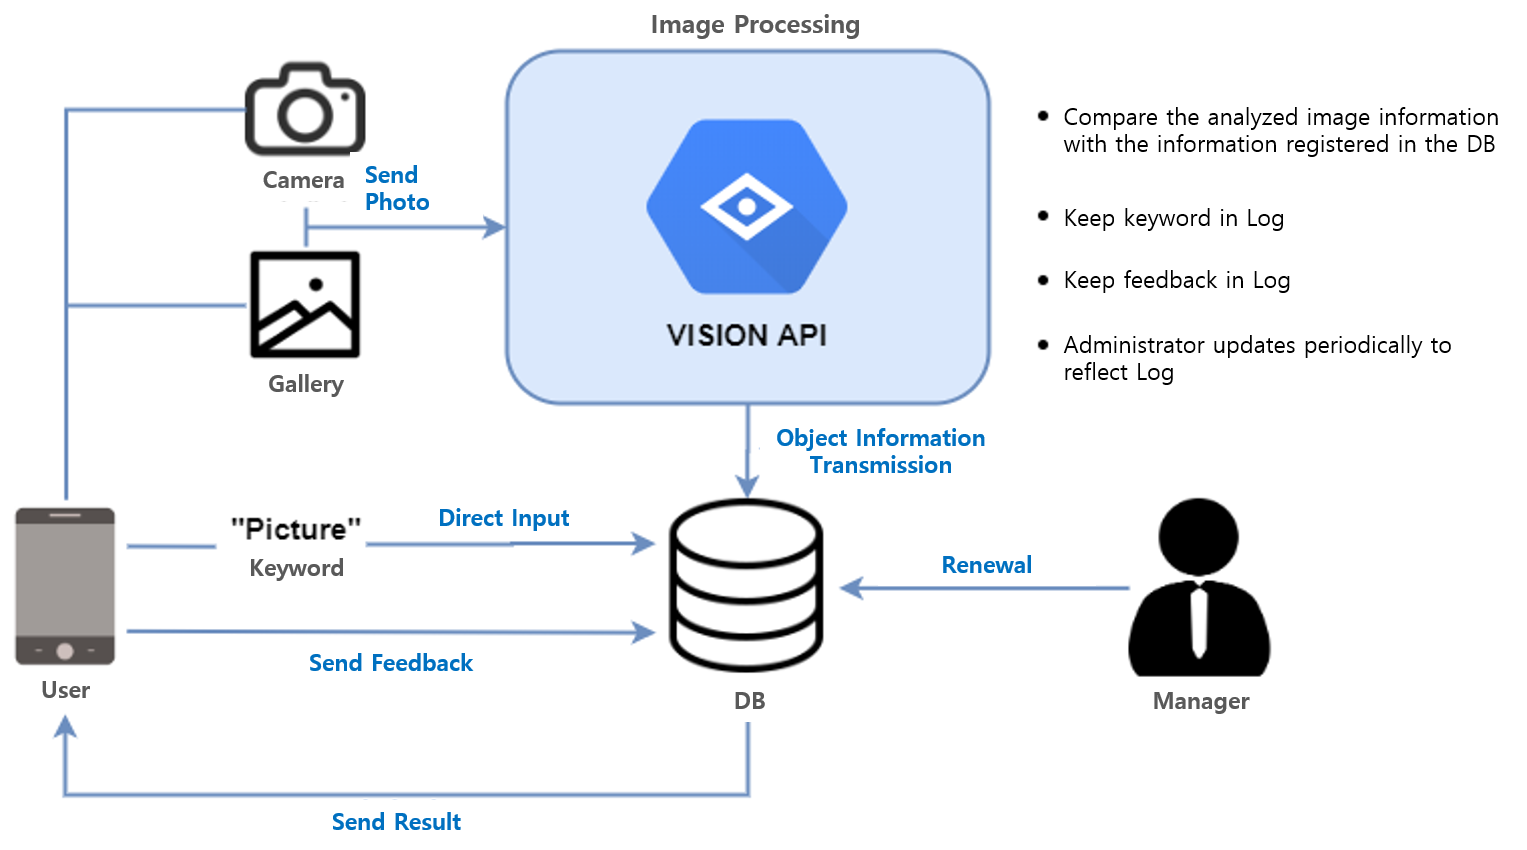 Image Processing
Camera
Send
Photo
Gallery
VISION API
Compare the analyzed image information
with the information registered in the DB
Keep keyword in Log
Keep feedback in Log
Administrator updates periodically to
reflect Log
Object Information
Transmission
"Picture"
Keyword
Direct Input
Send Feedback
User
DB
Renewal
Manager
Send Result